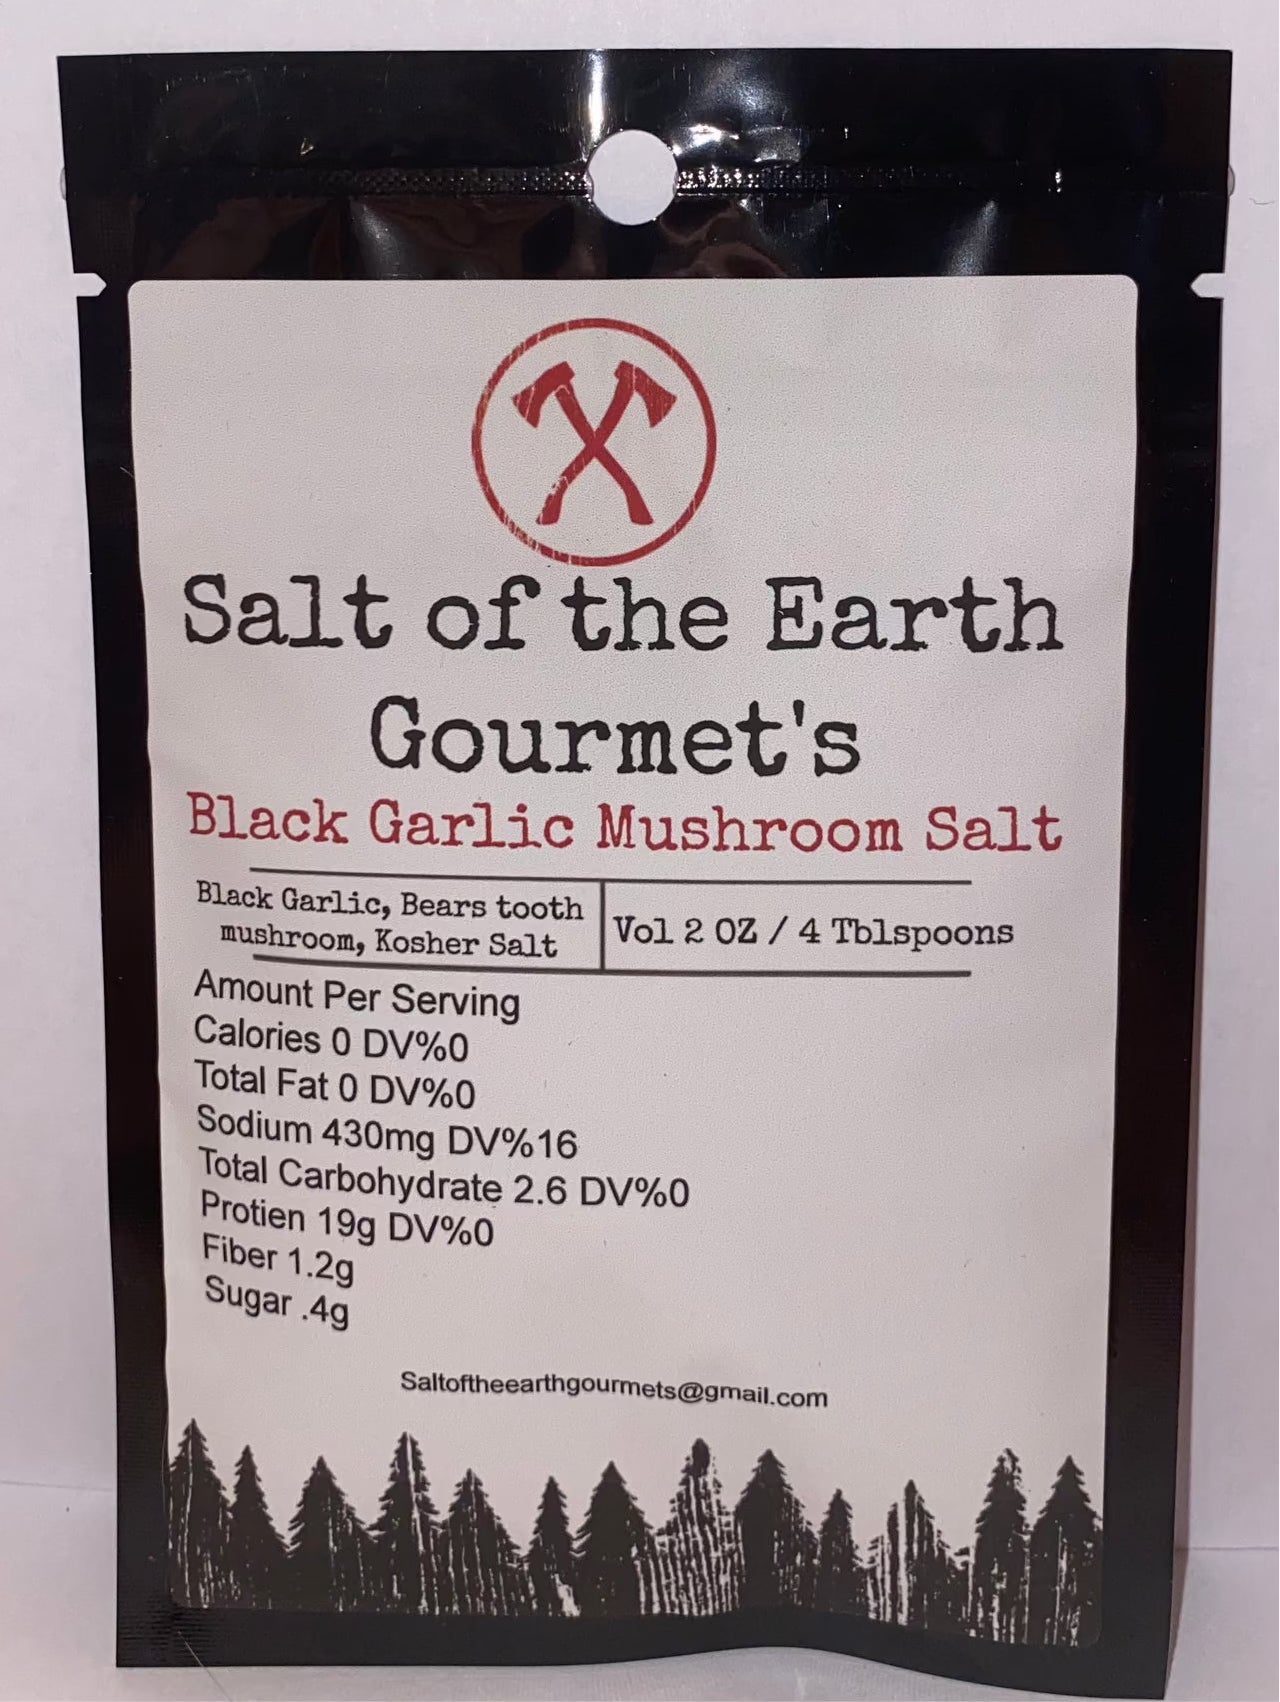 Salt of the Earth
Gourmet's
Black Garlic Mushroom Salt
Black Garlic, Bears tooth
mushroom, Kosher Salt
Vol 2 OZ / 4 Tblspoons
Amount Per Serving
Calories 0 DV%0
Total Fat 0 DV%0
Sodium 430mg DV%16
Total Carbohydrate 2.6 DV%0
Protien 19g DV%0
Fiber 1.2g
Sugar .4g
Saltoftheearthgourmets@gmail.com